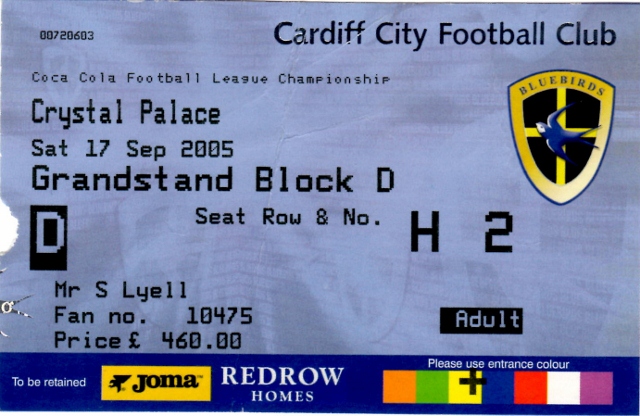 00720603
Cardiff City Football Club
Coca Cola Football League Championship
Crystal Palace
Sat 17 Sep 2005
Grandstand Block D
BLUEBIRDS
D
Seat Row & No. H 2
Mr S Lyell
Fan no. 10475
Adult
Price£ 460.00
To be retained
Joma
REDROW
HOMES
Please use entrance colour